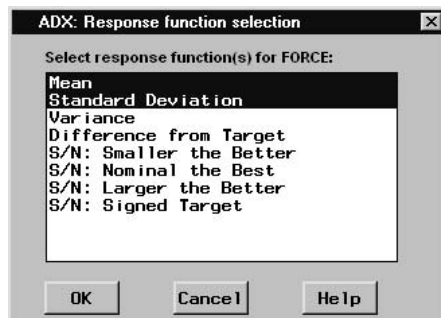 ADX: Response function selection
Select response function(s) for FORCE:
Mean
Standard Deviation
Variance
Difference from Target
S/N: Smaller the Better
S/N: Nominal the Best
S/N: Larger the Better
S/N: Signed Target
OK Cancel Help